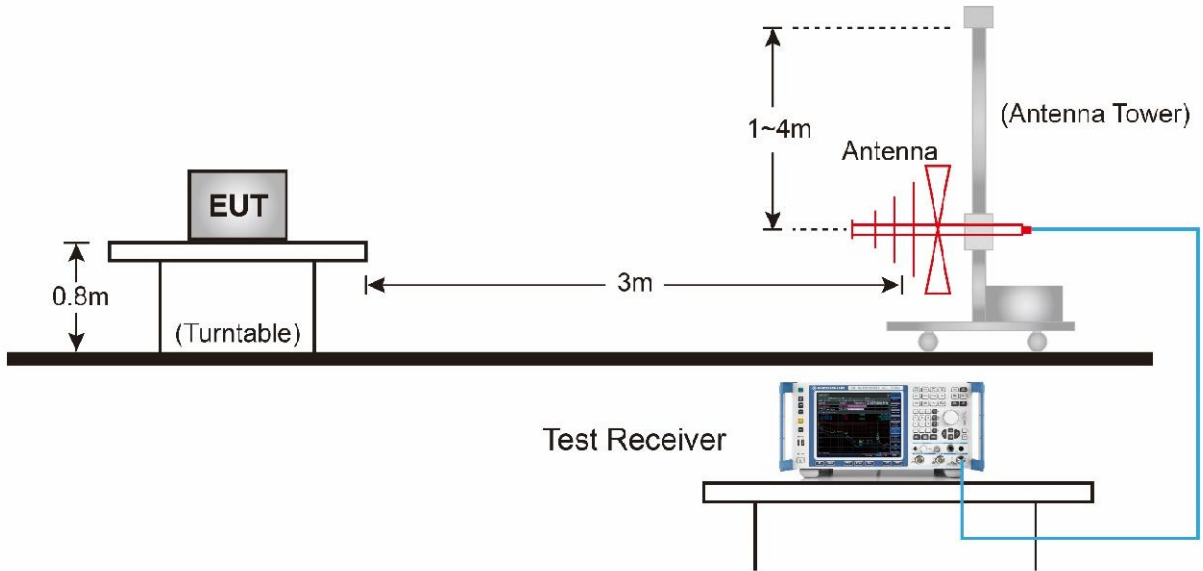 1~4m
(Antenna Tower)
Antenna
EUT
0.8m
3m
(Turntable)
Test Receiver